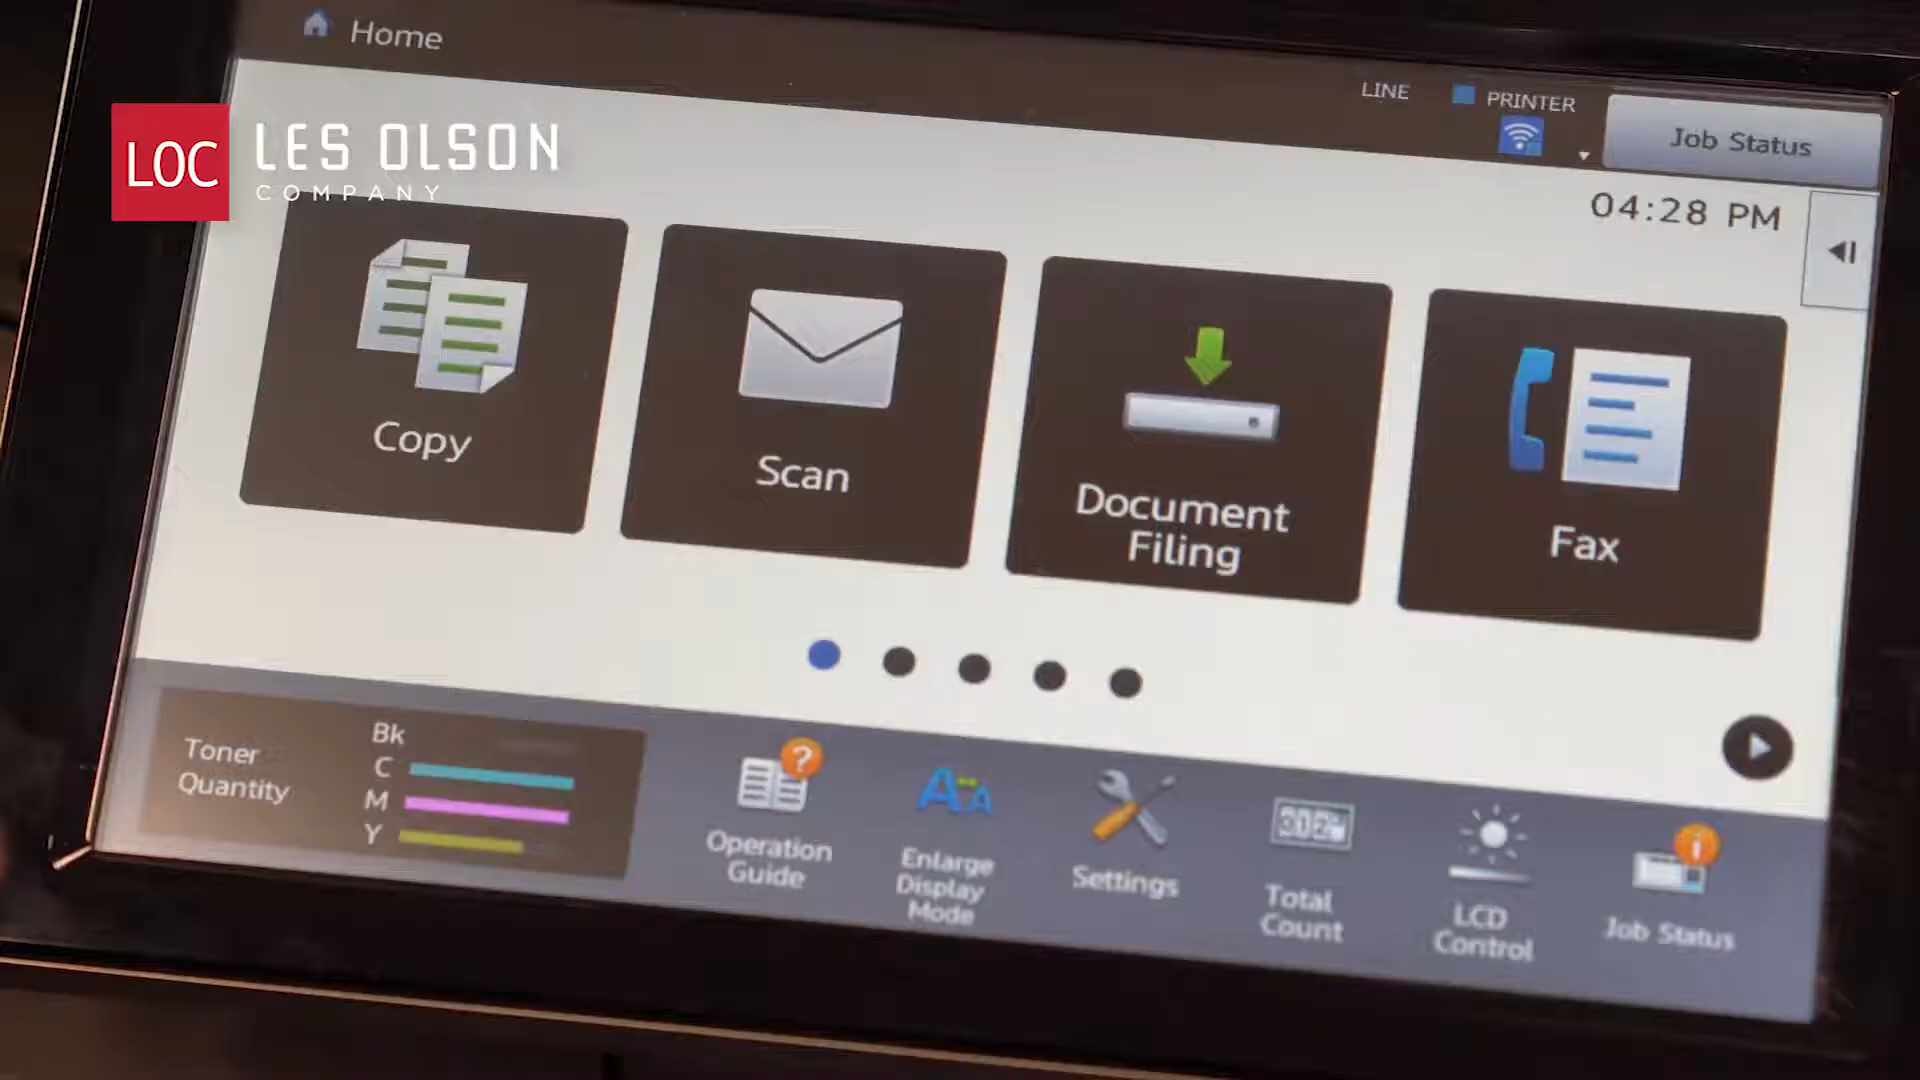 Home
LINE
PRINTER
Job Status
LOC
LES OLSON
COMPANY
04:28 PM
Copy
Scan
Document
Filing
Fax
Toner
Quantity
Bk
C
M
Y
?
Operation
Guide
Enlarge
Display
Mode
Settings
Total
Count
LCD
Control
i
Job Status